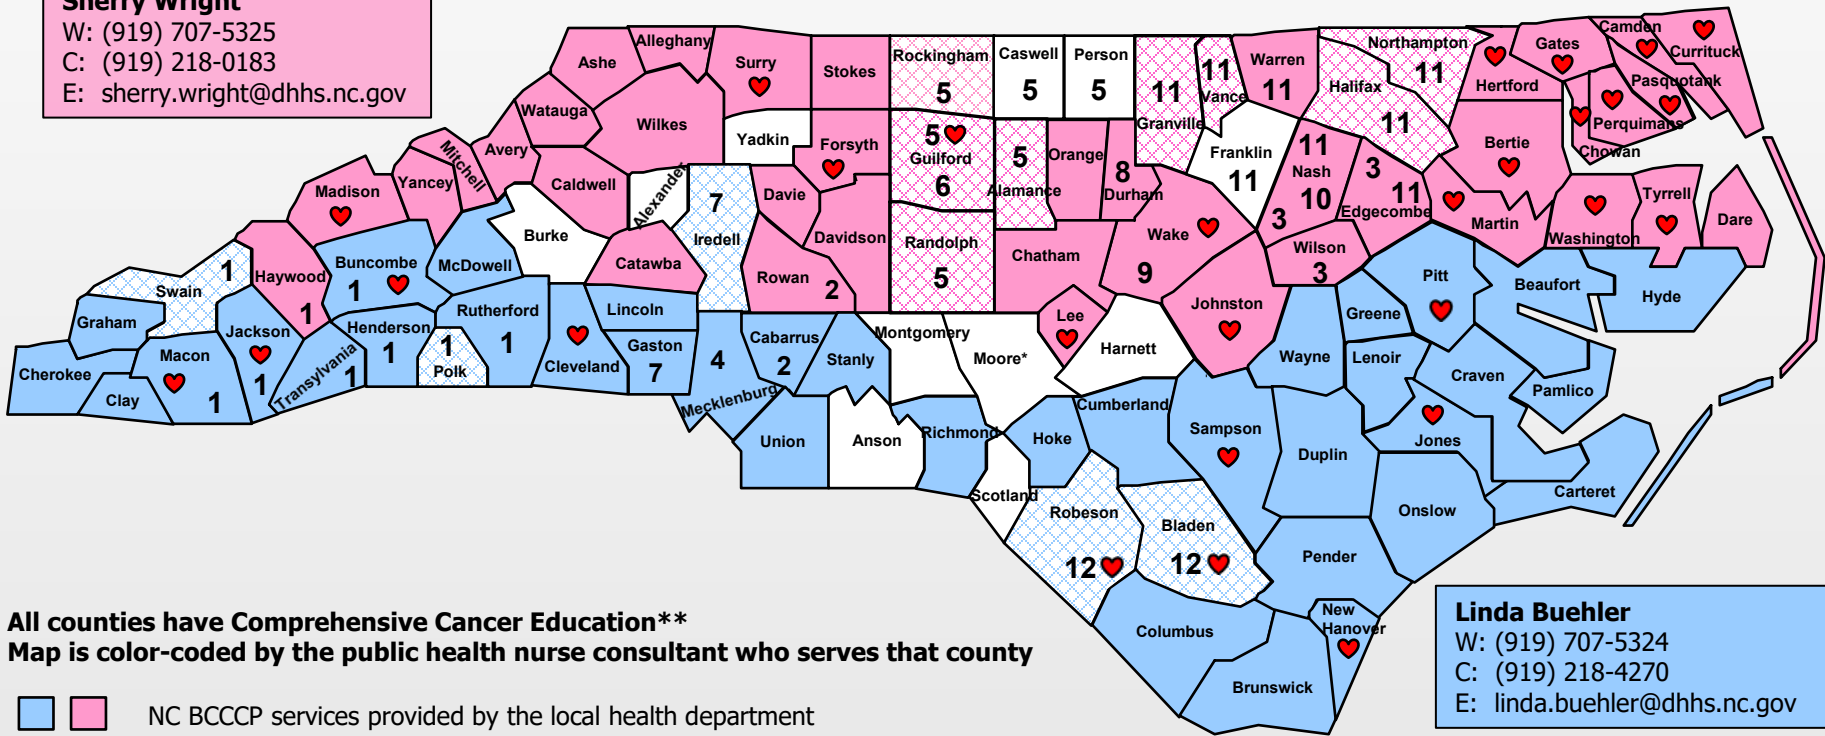 Sherry Wright
W: (919) 707-5325
C: (919) 218-0183
E: sherry.wright@dhhs.nc.gov
Ashe
Alleghany
Surry
Stokes
Rockingham
5
Caswell
5
Person
5
11
Granville
11
Vance
Warren
11
Northampton
11
Halifax
11
Hertford
Gates
Camden
Currituck
Pasquotank
Perquimans
Chowan
Bertie
Watauga
Wilkes
Yadkin
Forsyth
5
Guilford
6
5
Alamance
Orange
8
Durham
Franklin
11
11
Nash
10
3
3
11
Edgecombe
Martin
Washington
Tyrrell
Dare
Madison
Yancey
Mitchell
Avery
Caldwell
Alexander
7
Iredell
Davie
Davidson
Randolph
5
Chatham
Wake
9
Wilson
3
Swain
1
Haywood
1
Buncombe
1
McDowell
Burke
Catawba
Rowan
2
Lee
Johnston
Pitt
Beaufort
Hyde
Graham
Cherokee
Clay
Macon
1
Jackson
1
Transylvania
1
Henderson
1
1
Polk
Rutherford
1
Cleveland
Lincoln
Gaston
7
4
Mecklenburg
Cabarrus
2
Stanly
Montgomery
Moore*
Harnett
Greene
Wayne
Lenoir
Craven
Pamlico
Union
Anson
Richmond
Hoke
Cumberland
Sampson
Duplin
Jones
Carteret
Scotland
Robeson
12
Bladen
12
Onslow
Pender
Columbus
New
Hanover
Brunswick
All counties have Comprehensive Cancer Education**
Map is color-coded by the public health nurse consultant who serves that county
NC BCCCP services provided by the local health department
Linda Buehler
W: (919) 707-5324
C: (919) 218-4270
E: linda.buehler@dhhs.nc.gov